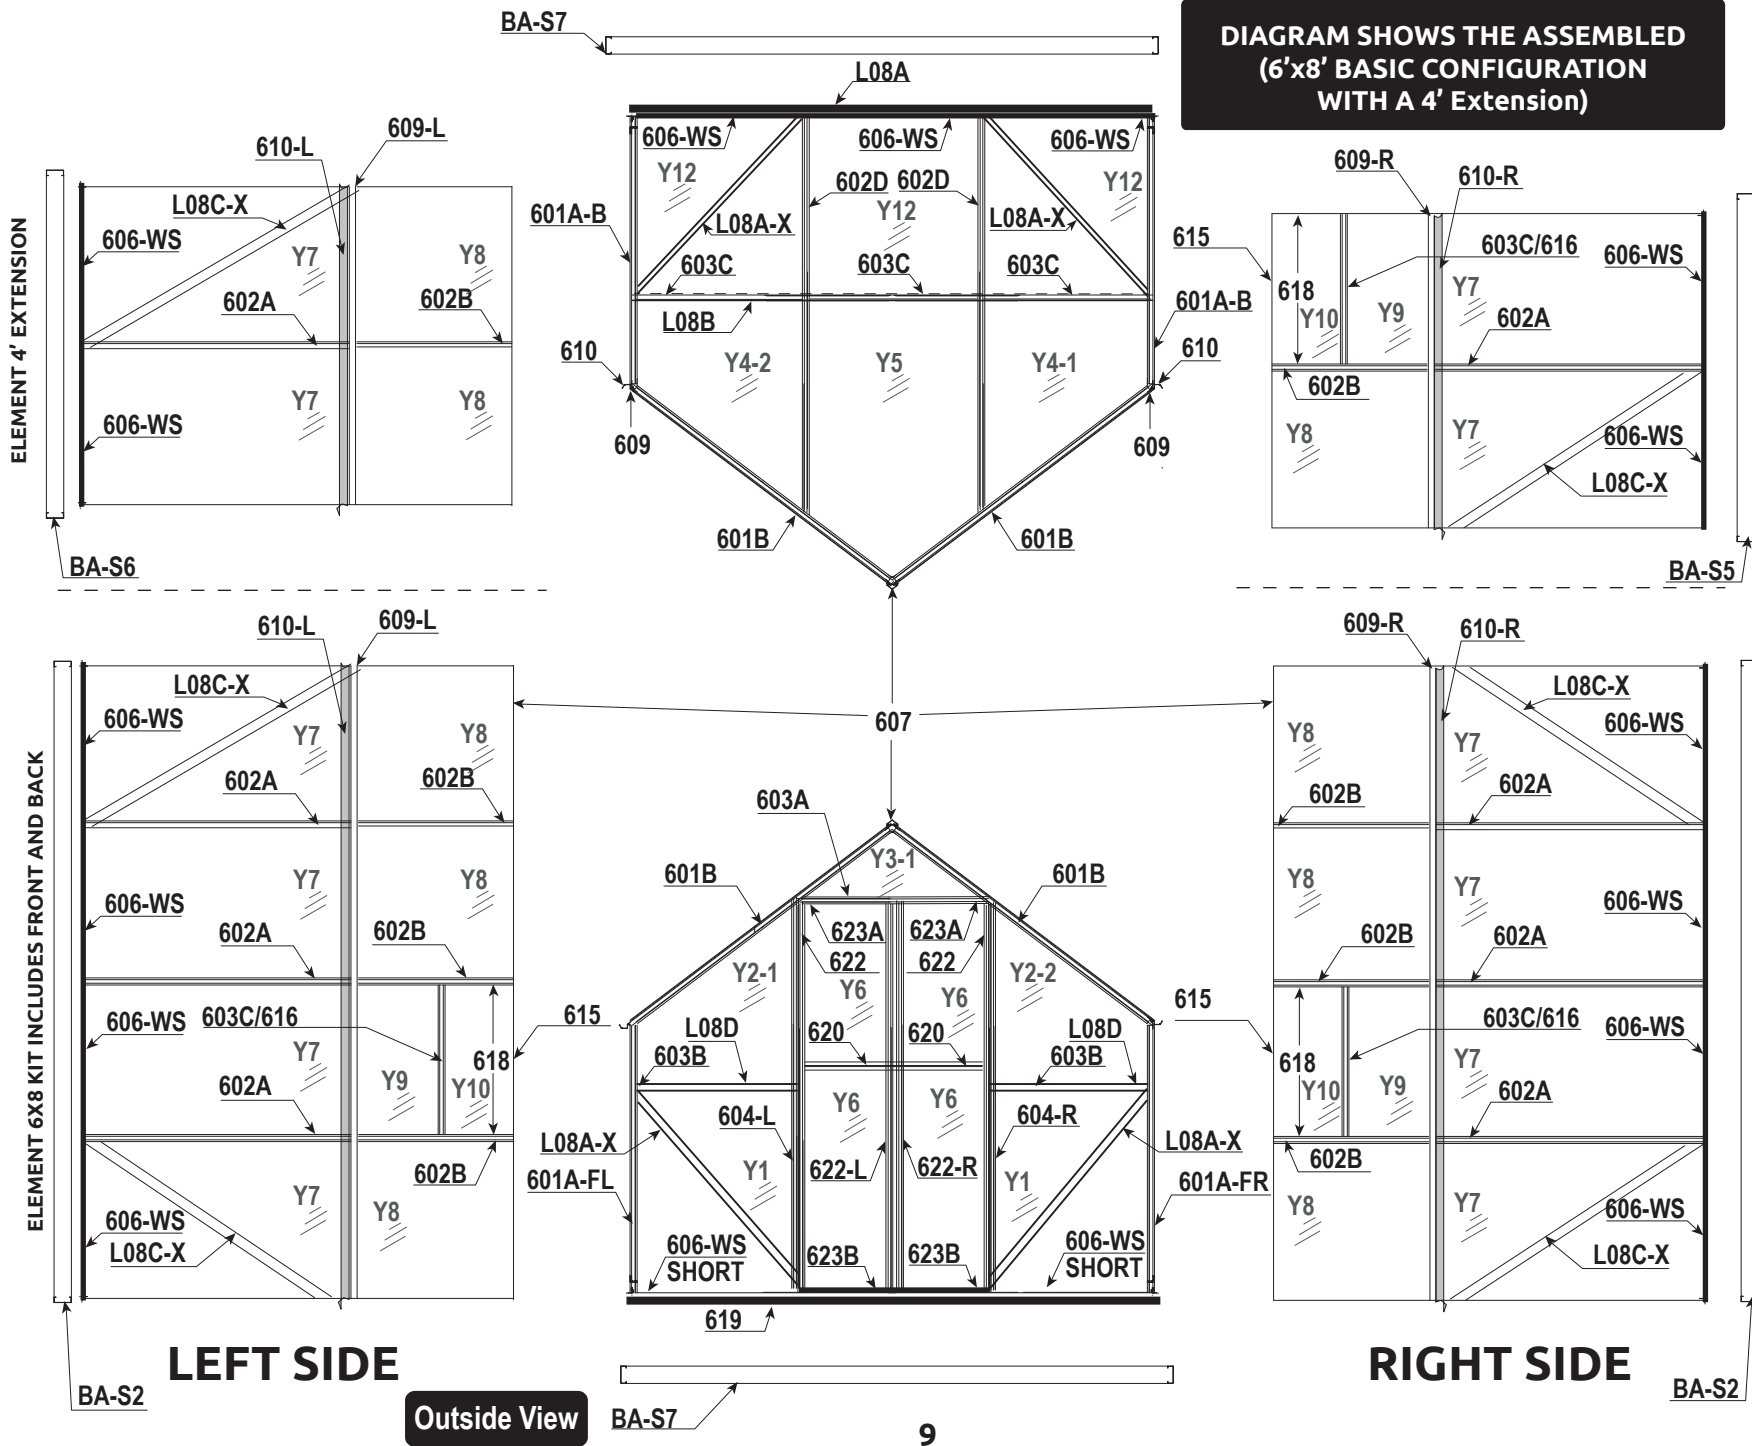 BA-S7
DIAGRAM SHOWS THE ASSEMBLED
(6'x8' BASIC CONFIGURATION
WITH A 4' Extension)
ELEMENT 4' EXTENSION
610-L
609-L
L08C-X
606-WS
Y7
Y8
602A
602B
Y7
Y8
606-WS
BA-S6
L08A
606-WS
606-WS
606-WS
Y12
602D
602D
Y12
Y12
601A-B
L08A-X
L08A-X
603C
603C
603C
L08B
601A-B
610
Y4-2
Y5
Y4-1
610
609
609
601B
601B
609-R
610-R
615
603C/616
606-WS
618
Y10
Y9
Y7
602A
602B
Y8
Y7
606-WS
L08C-X
BA-S5
ELEMENT 6X8 KIT INCLUDES FRONT AND BACK
610-L
609-L
L08C-X
606-WS
Y7
Y8
602A
602B
Y7
Y8
606-WS
602A
602B
606-WS
603C/616
615
Y7
618
Y9
Y10
602A
602B
Y7
Y8
606-WS
L08C-X
BA-S2
607
603A
Y3-1
601B
601B
623A
623A
622
622
Y2-1
Y2-2
Y6
Y6
L08D
620
620
L08D
603B
603B
604-L
Y6
Y6
604-R
L08A-X
L08A-X
Y1
622-L
622-R
Y1
601A-FL
601A-FR
606-WS
SHORT
623B
623B
606-WS
SHORT
619
609-R
610-R
L08C-X
606-WS
Y8
Y7
602B
602A
Y8
Y7
606-WS
602B
602A
615
603C/616
606-WS
618
Y7
Y10
Y9
602A
602B
Y8
Y7
606-WS
L08C-X
BA-S2
LEFT SIDE
RIGHT SIDE
Outside View
BA-S7
9